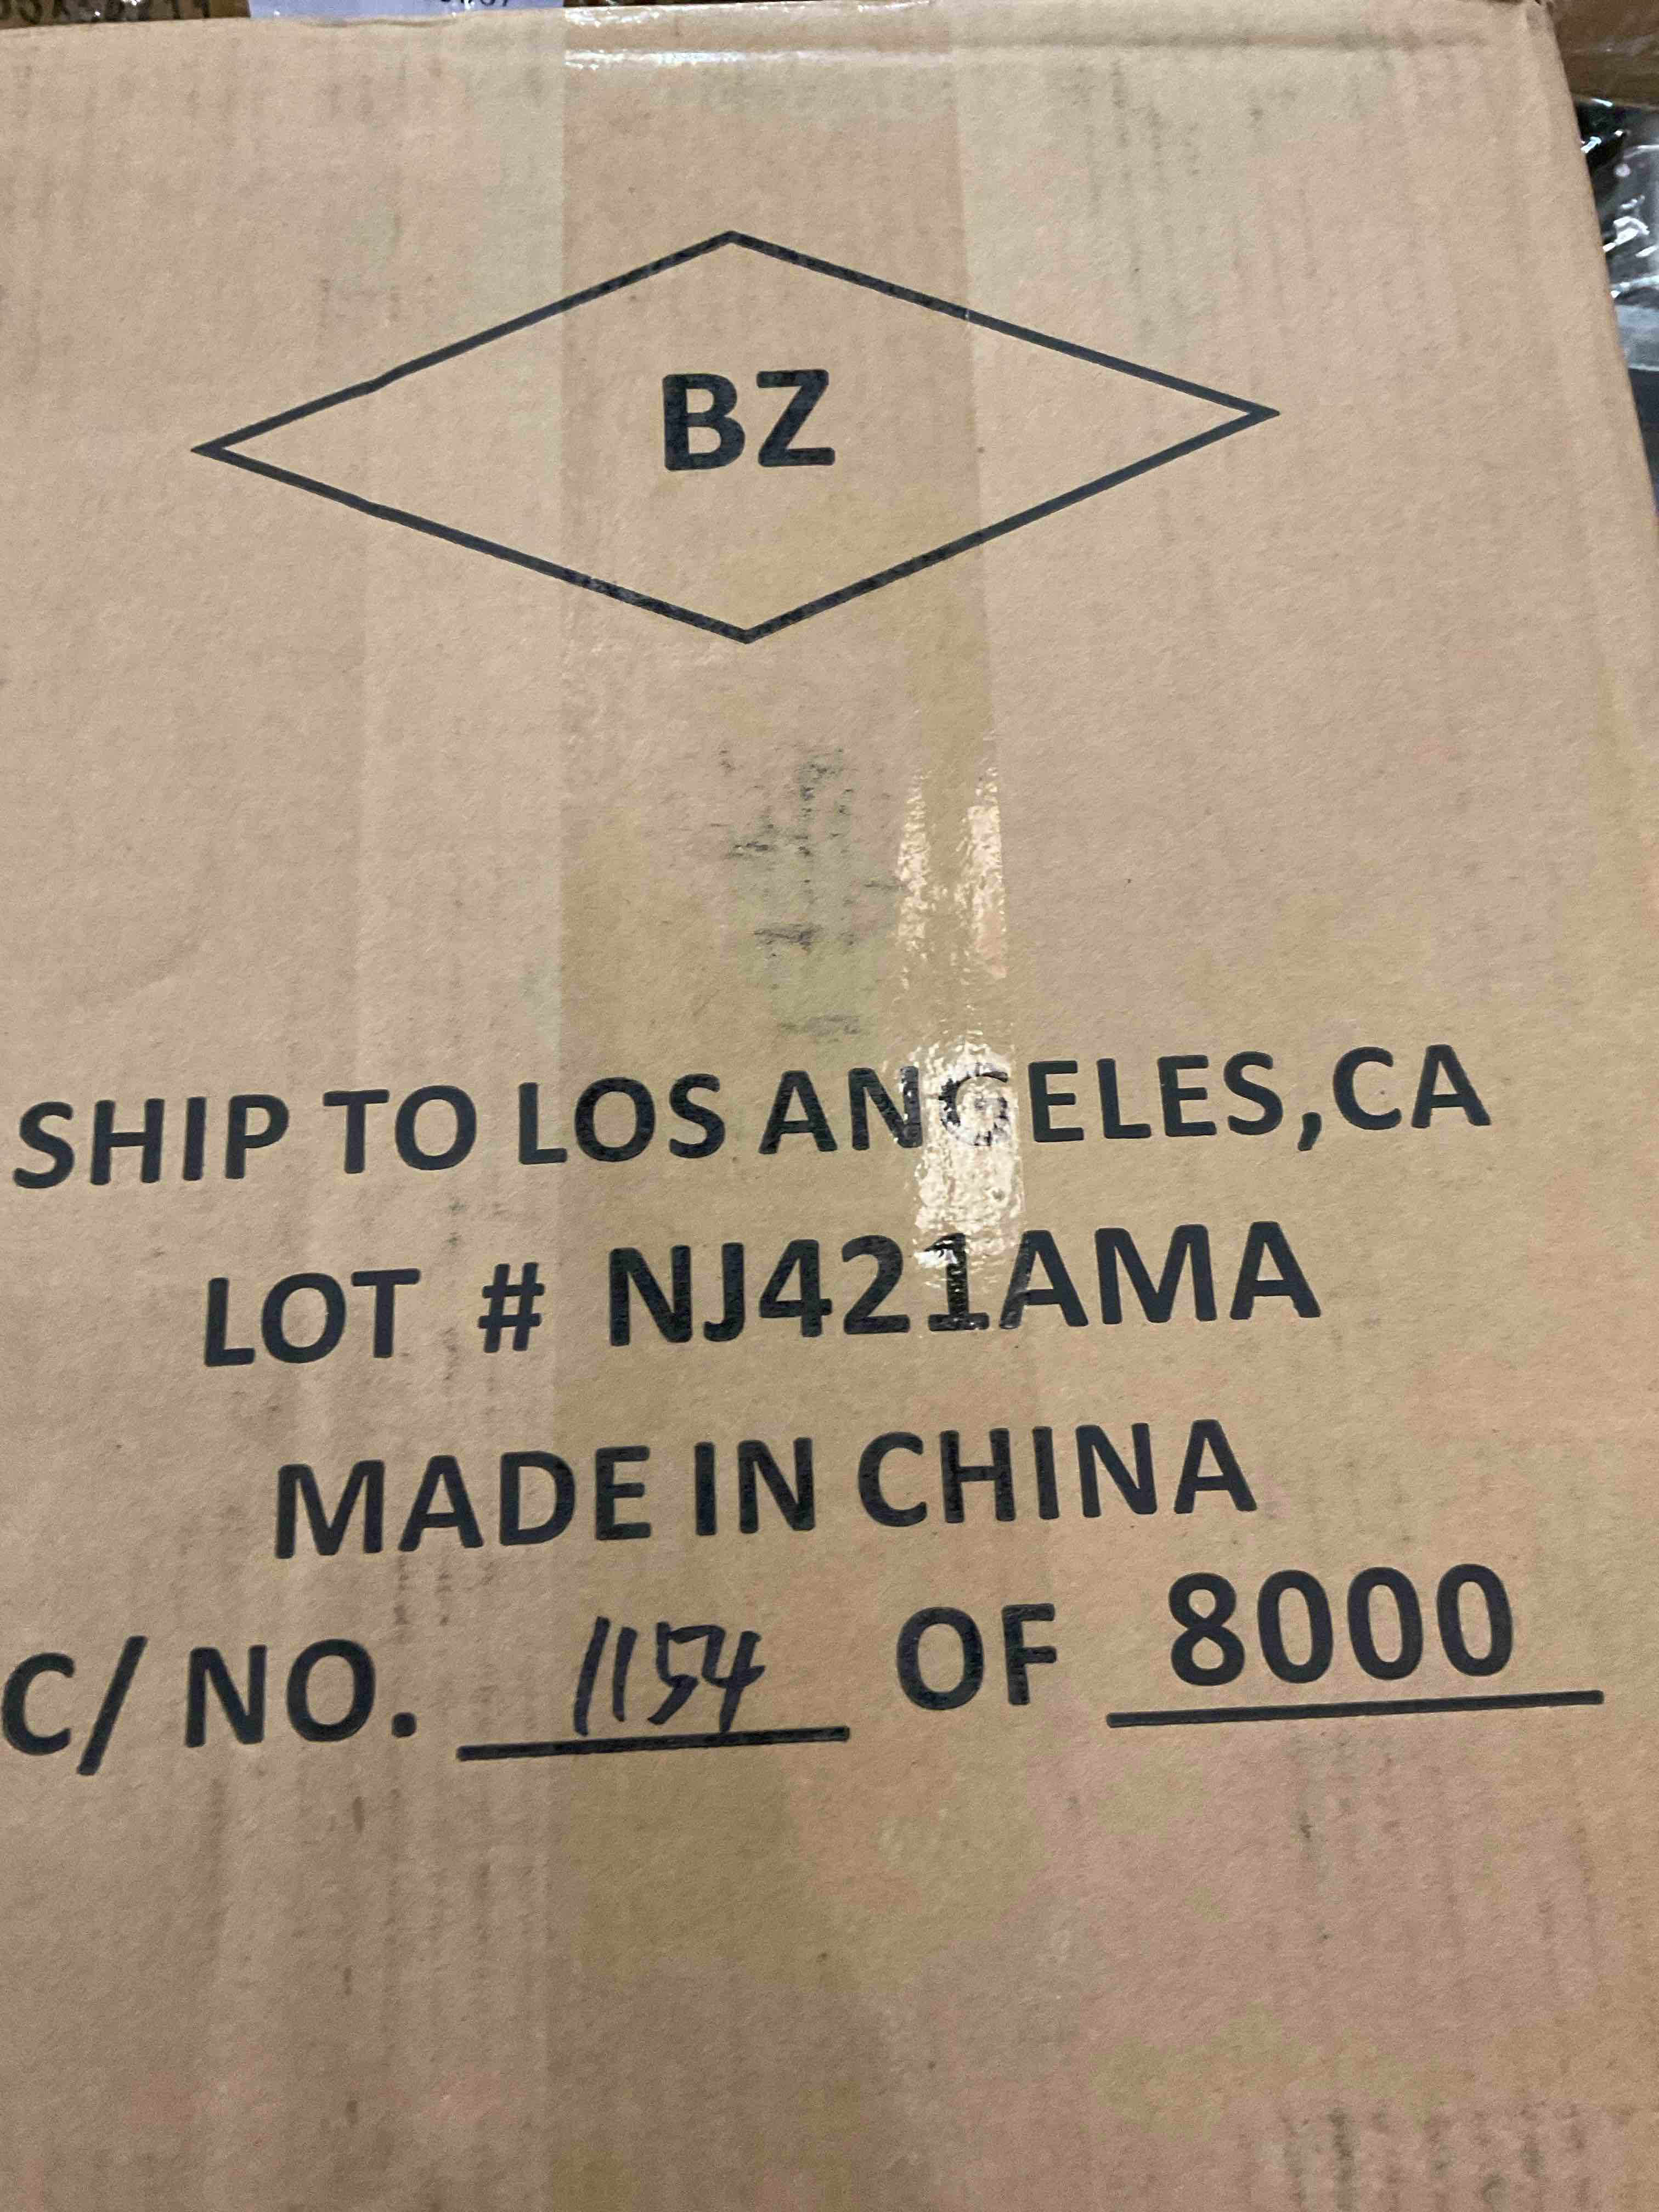 BZ
SHIP TO LOS ANGELES,CA
LOT # NJ421AMA
MADE IN CHINA
C/ NO. 1154 OF 8000